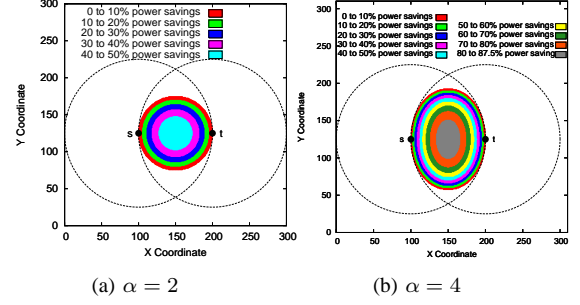 0 to 10% power savings
10 to 20% power savings
20 to 30% power savings
30 to 40% power savings
40 to 50% power savings
Y Coordinate
300
250
200
150
100
50
0
s
t
0 50 100 150 200 250 300
X Coordinate
(a) α = 2
0 to 10% power savings
10 to 20% power savings
20 to 30% power savings
30 to 40% power savings
40 to 50% power savings
50 to 60% power savings
60 to 70% power savings
70 to 80% power savings
80 to 87.5% power saving
Y Coordinate
300
250
200
150
100
50
0
s
t
0 50 100 150 200 250 300
X Coordinate
(b) α = 4